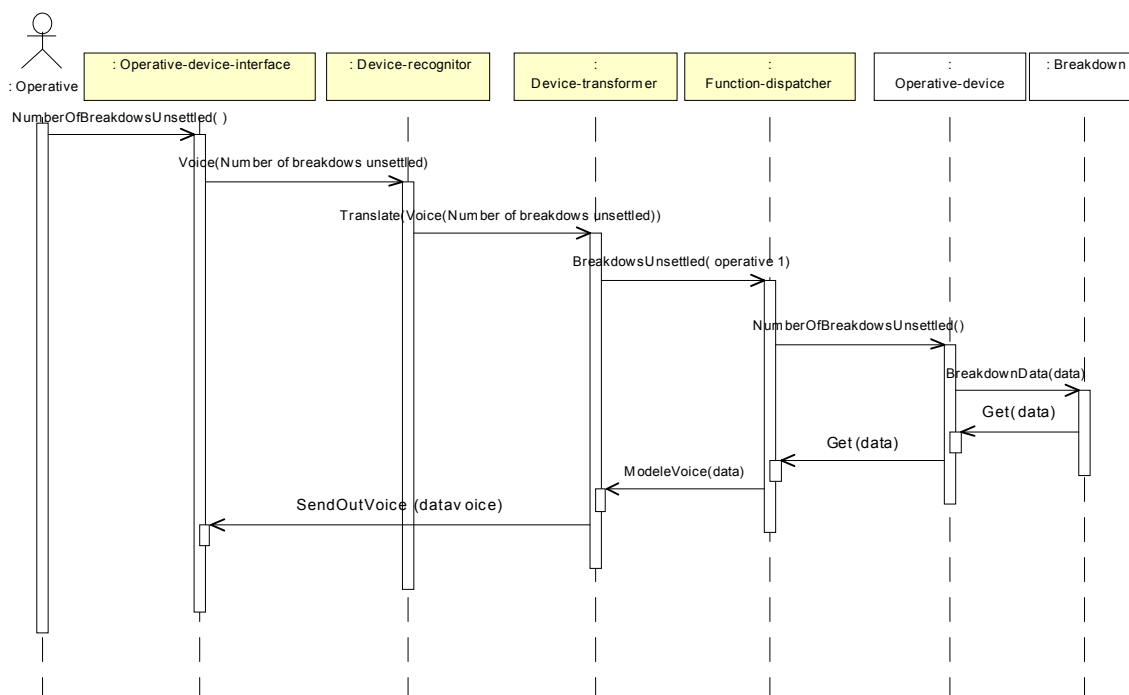 : Operative
: Operative-device-interface
: Device-recognitor
:
Device-transformer
:
Function-dispatcher
:
Operative-device
: Breakdown
NumberOfBreakdowsUnsettled( )
Voice(Number of breakdows unsettled)
Translate(Voice(Number of breakdows unsettled))
BreakdowsUnsettled( operative 1)
NumberOfBreakdowsUnsettled()
BreakdownData(data)
Get(data)
Get (data)
ModeleVoice(data)
SendOutVoice (datavoice)